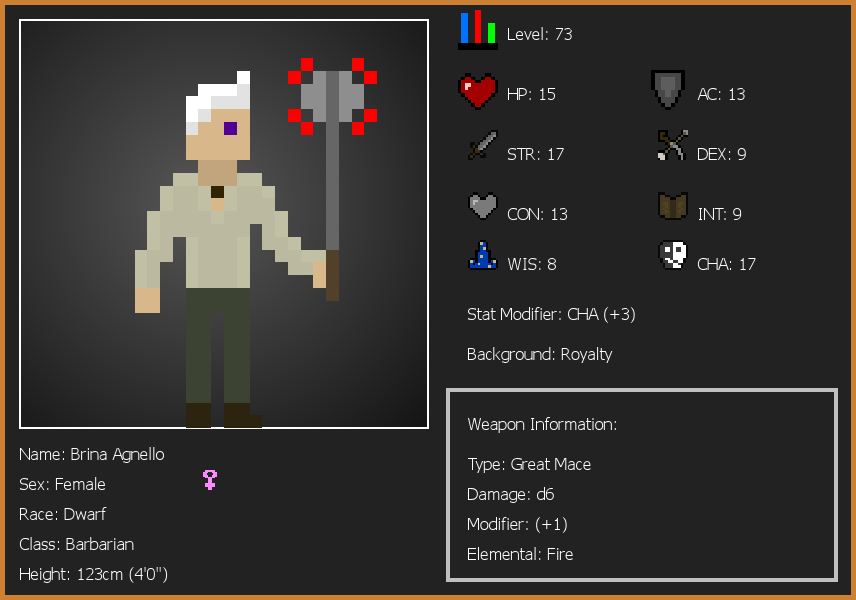 Level: 73
HP: 15
AC: 13
STR: 17
DEX: 9
CON: 13
INT: 9
WIS: 8
CHA: 17
Stat Modifier: CHA (+3)
Background: Royalty
Weapon Information:
Type: Great Mace
Damage: d6
Modifier: (+1)
Elemental: Fire
Name: Brina Agnello
Sex: Female
Race: Dwarf
Class: Barbarian
Height: 123cm (4'0")